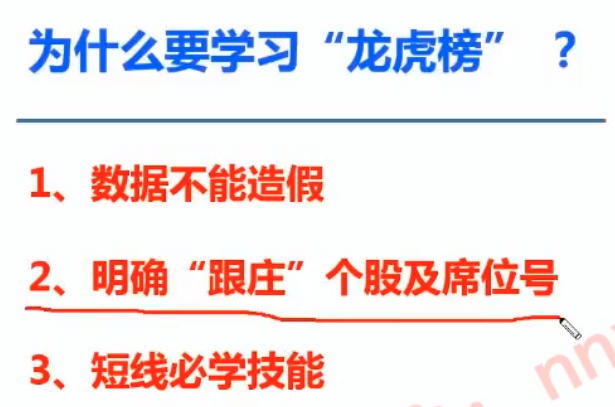 为什么要学习“龙虎榜” ？
1、数据不能造假
2、明确“跟庄”个股及席位号
3、短线必学技能